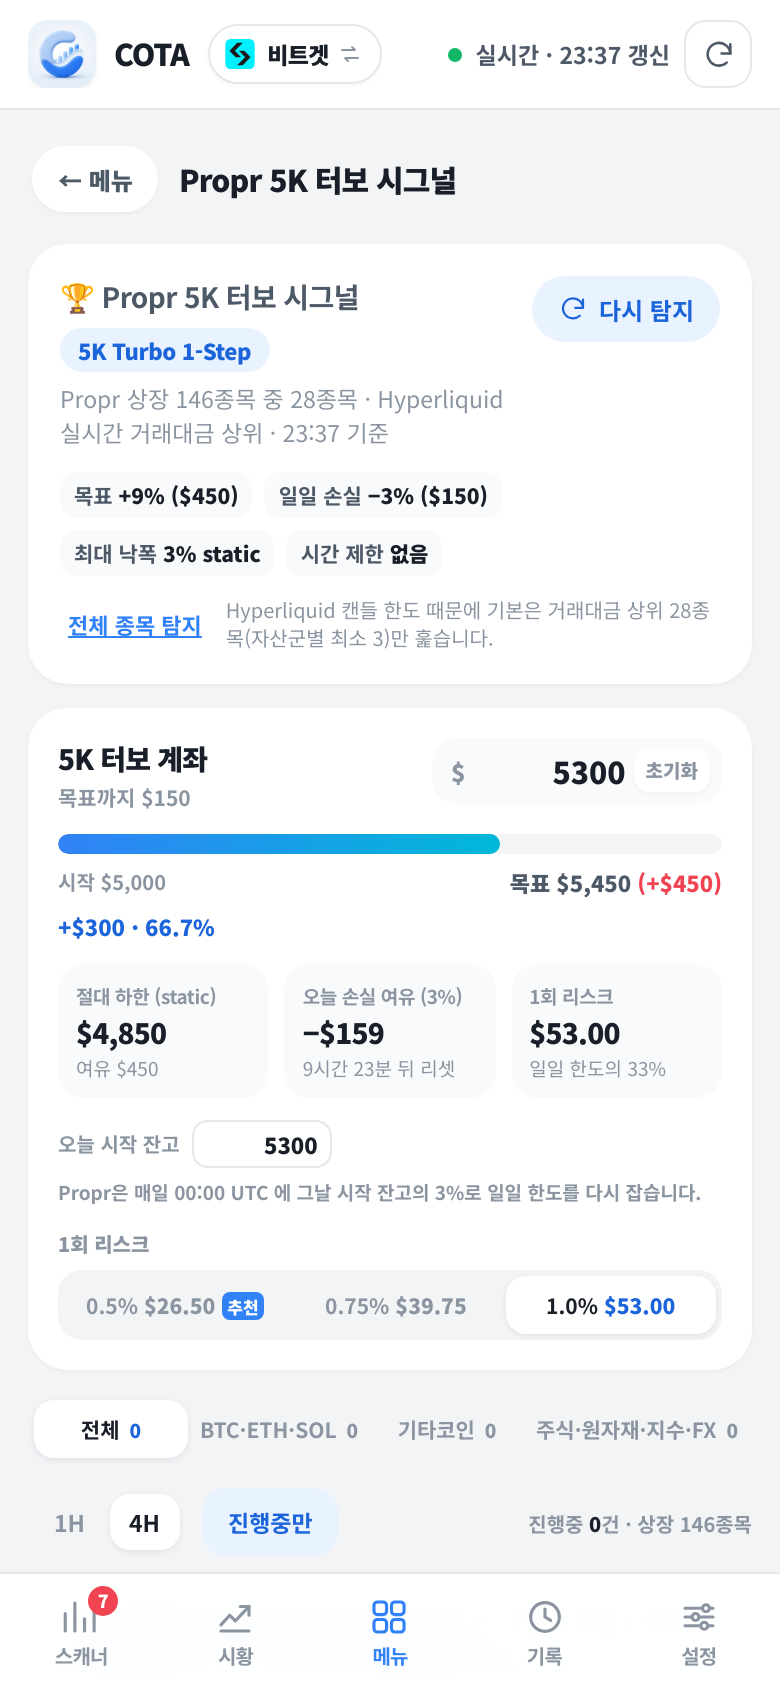 COTA 비트겟 실시간 · 23:37 갱신
← 메뉴 Propr 5K 터보 시그널
Propr 5K 터보 시그널
다시 탐지
5K Turbo 1-Step
Propr 상장 146종목 중 28종목 · Hyperliquid
실시간 거래대금 상위 · 23:37 기준
목표 +9% ($450) 일일 손실 −3% ($150)
최대 낙폭 3% static 시간 제한 없음
전체 종목 탐지
Hyperliquid 캔들 한도 때문에 기본은 거래대금 상위 28종
목(자산군별 최소 3)만 훑습니다.
5K 터보 계좌
목표까지 $150
$ 5300 초기화
시작 $5,000 목표 $5,450 (+$450)
+$300 · 66.7%
절대 하한 (static)
$4,850
여유 $450
오늘 손실 여유 (3%)
−$159
9시간 23분 뒤 리셋
1회 리스크
$53.00
일일 한도의 33%
오늘 시작 잔고 5300
Propr은 매일 00:00 UTC 에 그날 시작 잔고의 3%로 일일 한도를 다시 잡습니다.
1회 리스크
0.5% $26.50 추천 0.75% $39.75 1.0% $53.00
전체 0 BTC·ETH·SOL 0 기타코인 0 주식·원자재·지수·FX 0
1H 4H 진행중만 진행중 0건 · 상장 146종목
7
스캐너 시황 메뉴 기록 설정